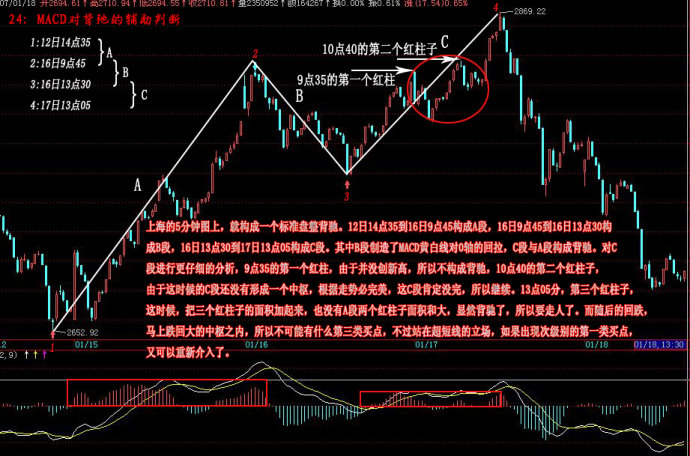 07/01/18 开2694.61↑高2710.94↑低2694.55↑收2710.81↑量2350952↑额164267↑换0.00% 振0.61% 涨(17.54)0.65%
24: MACD对背弛的辅助判断
1:12日14点35
2:16日9点45
3:16日13点30
4:17日13点05
A
B
C
4
2869.22
10点40的第二个红柱子
C
9点35的第一个红柱
2
B
A
3
上海的5分钟图上，就构成一个标准盘整背弛。12日14点35到16日9点45构成A段，16日9点45到16日13点30构
成B段，16日13点30到17日13点05构成C段。其中B段制造了MACD黄白线对0轴的回拉，C段与A段构成背弛。对C
段进行更仔细的分析，9点35的第一个红柱，由于并没创新高，所以不构成背弛，10点40的第二个红柱子，
由于这时候的C段还没有形成一个中枢，根据走势必完美，这C段肯定没完，所以继续。13点05分，第三个红柱子，
这时候，把三个红柱子的面积加起来，也没有A段两个红柱子面积和大，显然背弛了，所以要走人了。而随后的回跌，
马上跌回大的中枢之内，所以不可能有什么第三类买点，不过站在超短线的立场，如果出现次级别的第一类买点，
又可以重新介入了。
2652.92
1
12
01/15
01/16
01/17
01/18
01/18,13:30
2,9) ↑ ↑ ↑